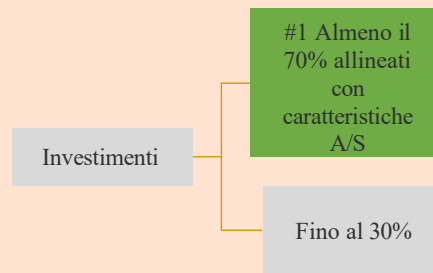 #1 Almeno il
70% allineati
con
caratteristiche
A/S
Investimenti
Fino al 30%